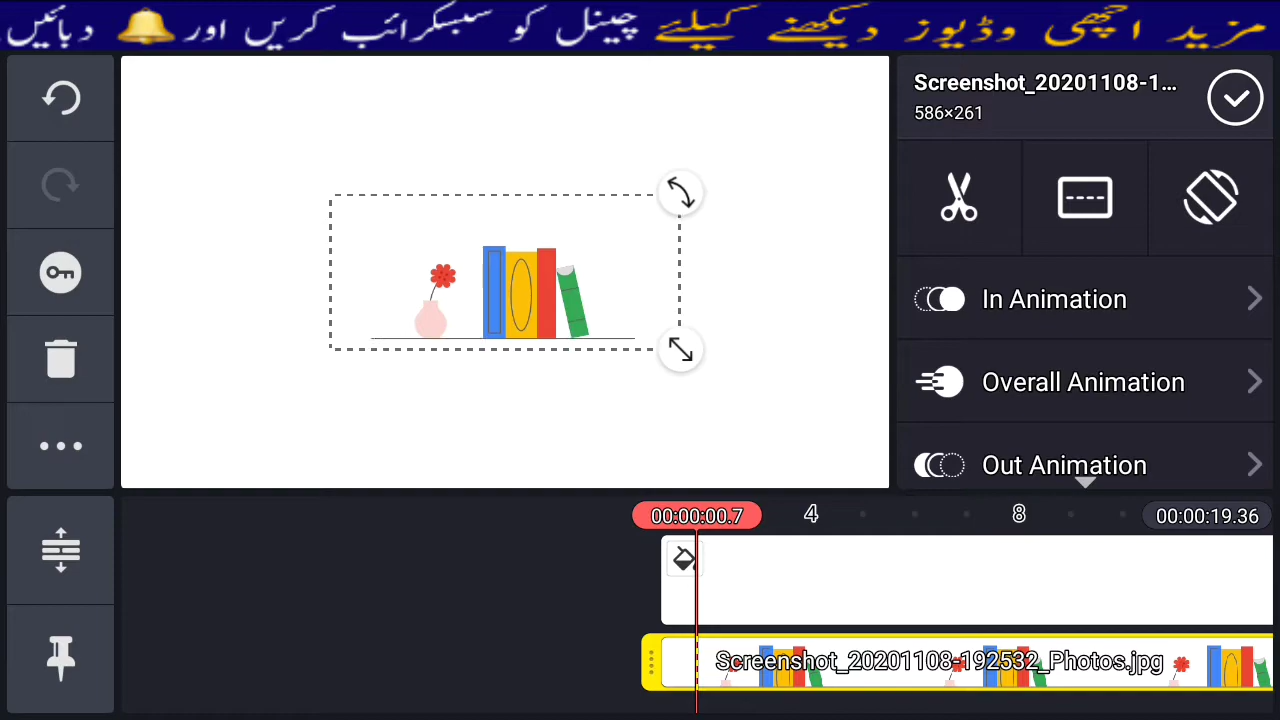 مزید اچھی وڈیوز دیکھنے کیلئے چینل کو سبسکرائب کریں اور 🔔 دبائیں
Screenshot_20201108-1...
586×261
In Animation
Overall Animation
Out Animation
00:00:00.7
4
8
00:00:19.36
Screenshot_20201108-192532_Photos.jpg